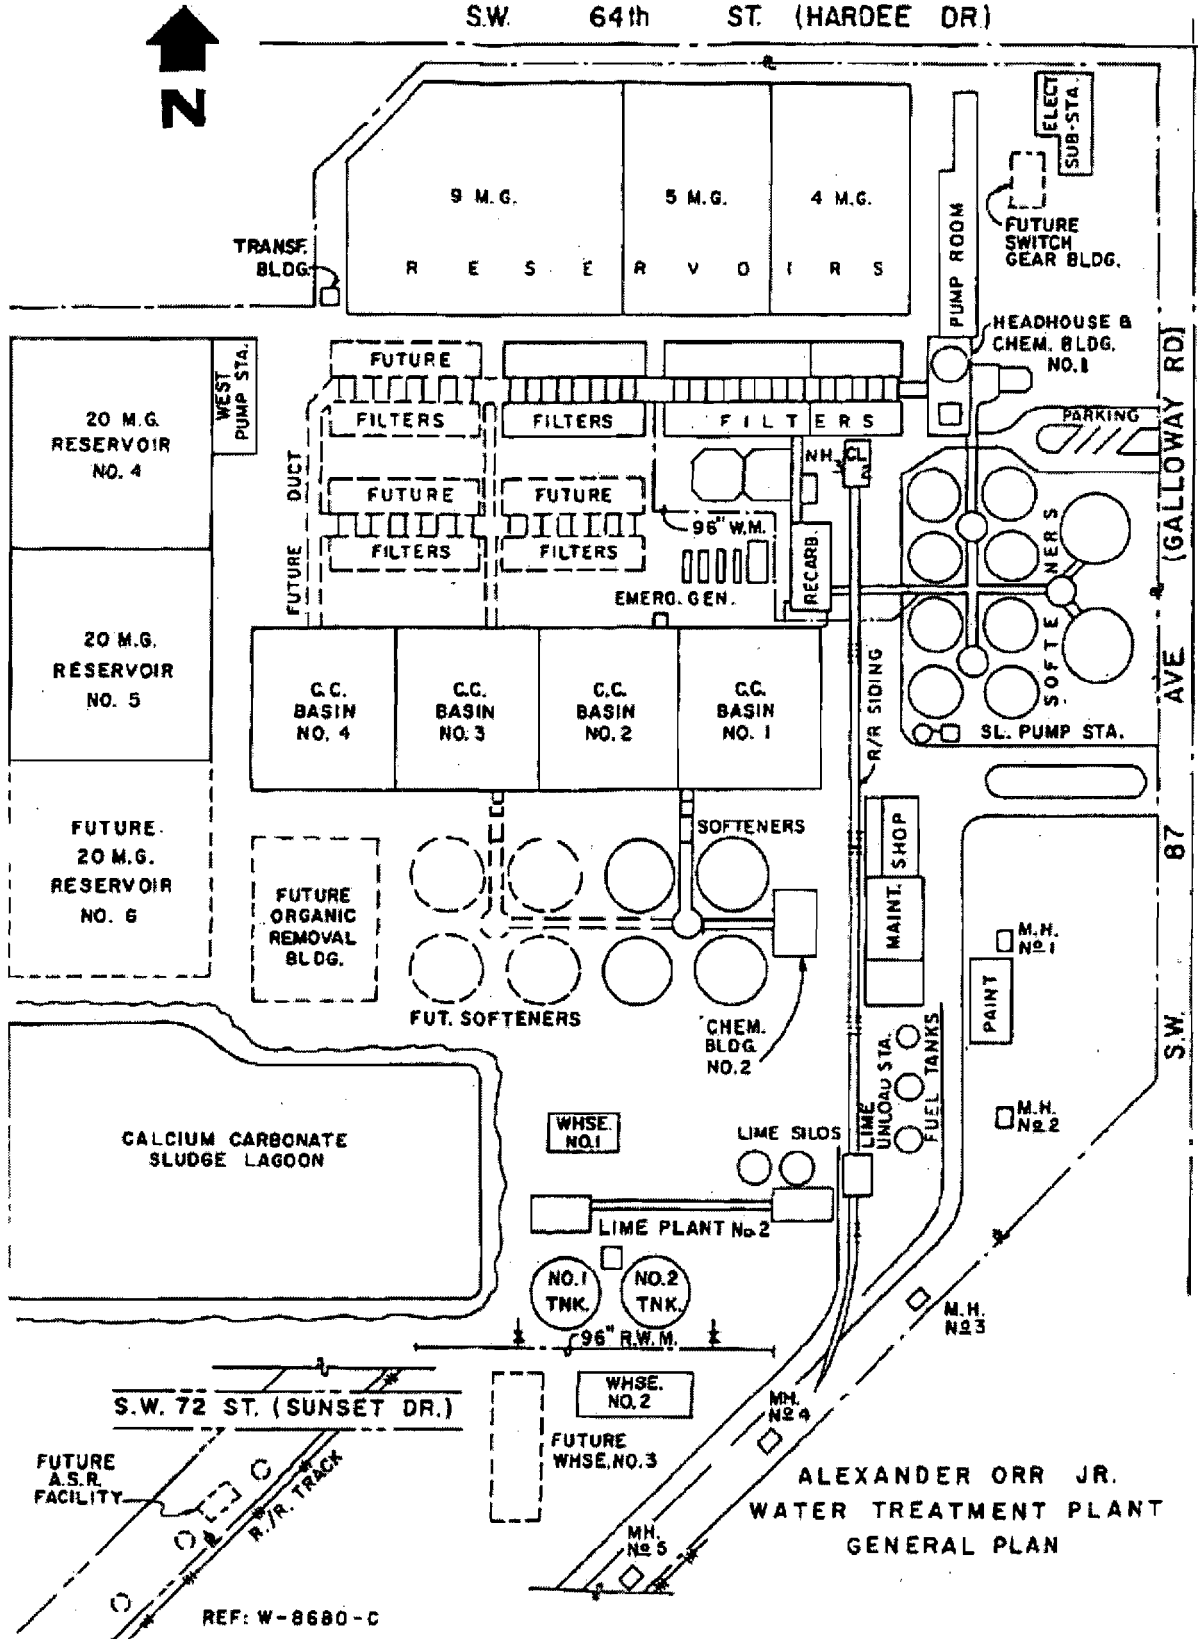 S.W. 64th ST. (HARDEE DR.)
N
ELECT
SUB-STA.
9 M.G.
5 M.G.
4 M.G.
RESERVOIRS
TRANSF.
BLDG.
PUMP ROOM
FUTURE
SWITCH
GEAR BLDG.
HEADHOUSE &
CHEM. BLDG.
NO.1
S.W. 87 AVE (GALLOWAY RD)
PARKING
WEST
PUMP STA.
20 M.G.
RESERVOIR
NO. 4
FUTURE
FILTERS
FILTERS
FILTERS
FUTURE DUCT
FUTURE
FILTERS
FUTURE
FILTERS
NH3
CL2
96" W.M.
RECARB.
EMERG. GEN.
SOFTENERS
20 M.G.
RESERVOIR
NO. 5
C.C.
BASIN
NO. 4
C.C.
BASIN
NO. 3
C.C.
BASIN
NO. 2
C.C.
BASIN
NO. 1
R/R SIDING
SL. PUMP STA.
FUTURE
20 M.G.
RESERVOIR
NO. 6
FUTURE
ORGANIC
REMOVAL
BLDG.
SOFTENERS
SHOP
MAINT.
M.H.
No 1
PAINT
FUT. SOFTENERS
CHEM.
BLDG.
NO.2
LIME
UNLOAD STA.
FUEL TANKS
M.H.
No 2
CALCIUM CARBONATE
SLUDGE LAGOON
WHSE.
NO.1
LIME SILOS
LIME PLANT No.2
NO.1
TNK.
NO.2
TNK.
M.H.
No 3
96" R.W.M.
S.W. 72 ST. (SUNSET DR.)
WHSE.
NO.2
MH.
No 4
FUTURE
WHSE. NO.3
FUTURE
A.S.R.
FACILITY
R./R. TRACK
ALEXANDER ORR JR.
WATER TREATMENT PLANT
GENERAL PLAN
MH.
No 5
REF: W-8680-C